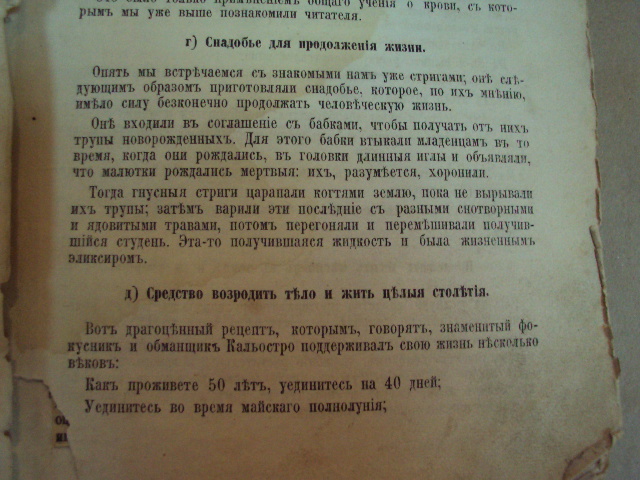 было только примѣненіемъ общаго ученія о крови, съ кото-
рымъ мы уже выше познакомили читателя.
г) Снадобье для продолженія жизни.
Опять мы встрѣчаемся съ знакомыми намъ уже стригами; онѣ слѣ-
дующимъ образомъ приготовляли снадобье, которое, по ихъ мнѣнію,
имѣло силу безконечно продолжать человѣческую жизнь.
Онѣ входили въ соглашеніе съ бабками, чтобы получать отъ нихъ
трупы новорожденныхъ. Для этого бабки втыкали младенцамъ въ то
время, когда они рождались, въ головки длинныя иглы и объявляли,
что малютки рождались мертвыя: ихъ, разумѣется, хоронили.
Тогда гнусныя стриги царапали когтями землю, пока не вырывали
ихъ трупы; затѣмъ варили эти послѣдніе съ разными снотворными
и ядовитыми травами, потомъ перегоняли и перемѣшивали получив-
шійся студень. Эта-то получившаяся жидкость и была жизненнымъ
эликсиромъ.
д) Средство возродить тѣло и жить цѣлыя столѣтія.
Вотъ драгоцѣнный рецептъ, которымъ, говорятъ, знаменитый фо-
кусникъ и обманщикъ Кальостро поддерживалъ свою жизнь нѣсколько
вѣковъ:
Какъ проживете 50 лѣтъ, уединитесь на 40 дней;
Уединитесь во время майскаго полнолунія;